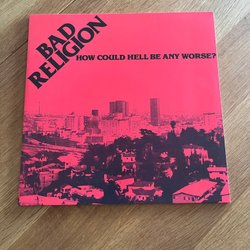 BAD
RELIGION
HOW COULD HELL BE ANY WORSE?